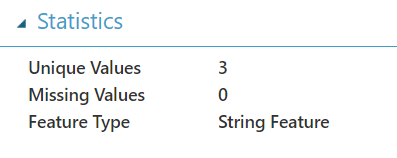 Statistics
Unique Values 3
Missing Values 0
Feature Type String Feature